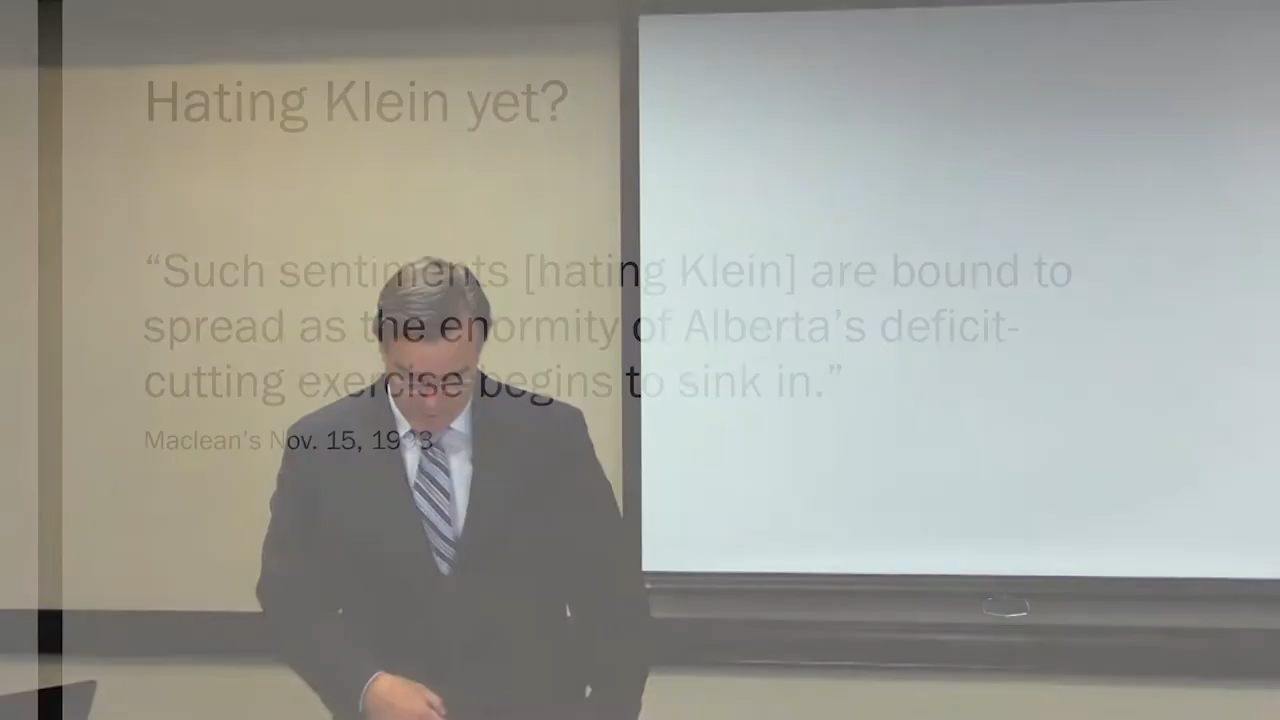 Hating Klein yet?
“Such sentiments [hating Klein] are bound to
spread as the enormity of Alberta’s deficit-
cutting exercise begins to sink in.”
Maclean’s Nov. 15, 1993